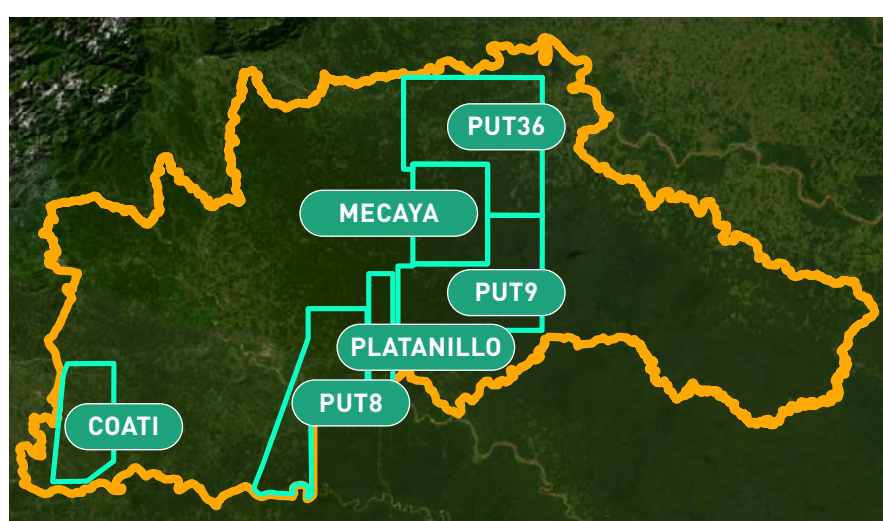 PUT36
MECAYA
PUT9
PLATANILLO
PUT8
COATI